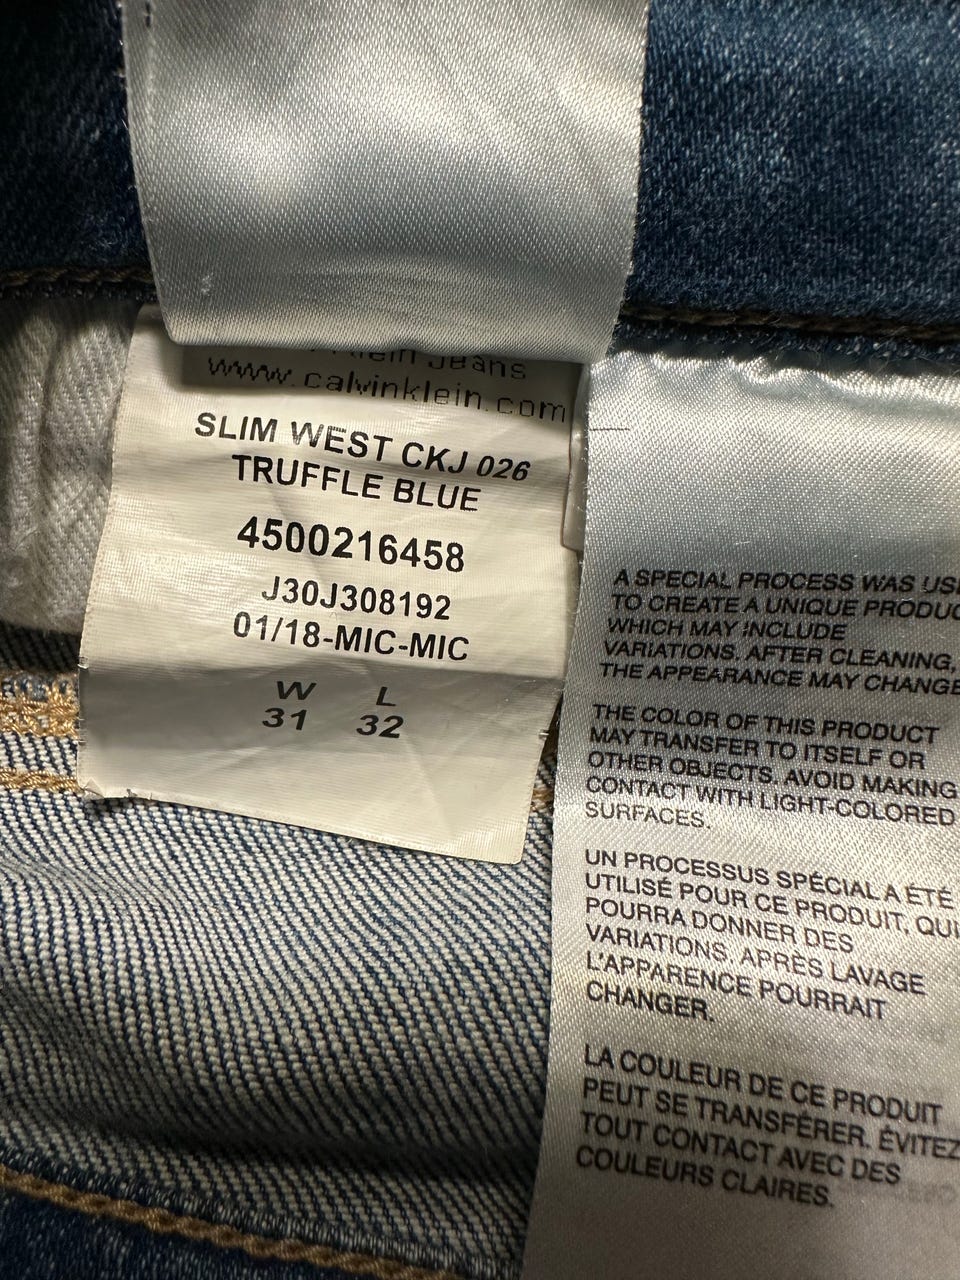 Jeans
www.calvinklein.com
SLIM WEST CKJ 026
TRUFFLE BLUE
4500216458
J30J308192
01/18-MIC-MIC
W L
31 32
A SPECIAL PROCESS WAS
TO CREATE A UNIQUE
WHICH MAY INCLUDE
VARIATIONS. AFTER CLEANING,
THE APPEARANCE MAY CHANGE
THE COLOR OF THIS PRODUCT
MAY TRANSFER TO ITSELF OR
OTHER OBJECTS. AVOID MAKING
CONTACT WITH LIGHT-COLORED
SURFACES.
UN PROCESSUS SPÉCIAL A ÉTÉ
UTILISÉ POUR CE PRODUIT, QUI
POURRA DONNER DES
VARIATIONS. APRÈS LAVAGE
L'APPARENCE POURRAIT
CHANGER.
LA COULEUR DE CE PRODUIT
PEUT SE TRANSFÉRER. ÉVITEZ
TOUT CONTACT AVEC DES
COULEURS CLAIRES.